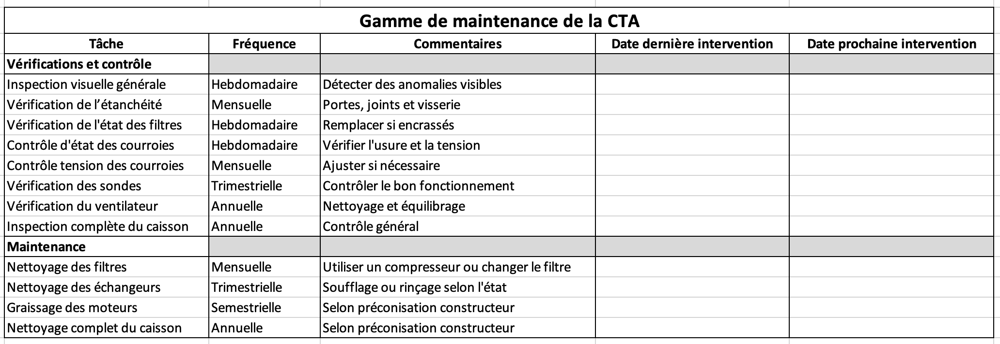 Gamme de maintenance de la CTA
Tâche Fréquence Commentaires Date dernière intervention Date prochaine intervention
Vérifications et contrôle
Inspection visuelle générale Hebdomadaire Détecter des anomalies visibles
Vérification de l’étanchéité Mensuelle Portes, joints et visserie
Vérification de l'état des filtres Hebdomadaire Remplacer si encrassés
Contrôle d'état des courroies Hebdomadaire Vérifier l'usure et la tension
Contrôle tension des courroies Mensuelle Ajuster si nécessaire
Vérification des sondes Trimestrielle Contrôler le bon fonctionnement
Vérification du ventilateur Annuelle Nettoyage et équilibrage
Inspection complète du caisson Annuelle Contrôle général
Maintenance
Nettoyage des filtres Mensuelle Utiliser un compresseur ou changer le filtre
Nettoyage des échangeurs Trimestrielle Soufflage ou rinçage selon l'état
Graissage des moteurs Semestrielle Selon préconisation constructeur
Nettoyage complet du caisson Annuelle Selon préconisation constructeur